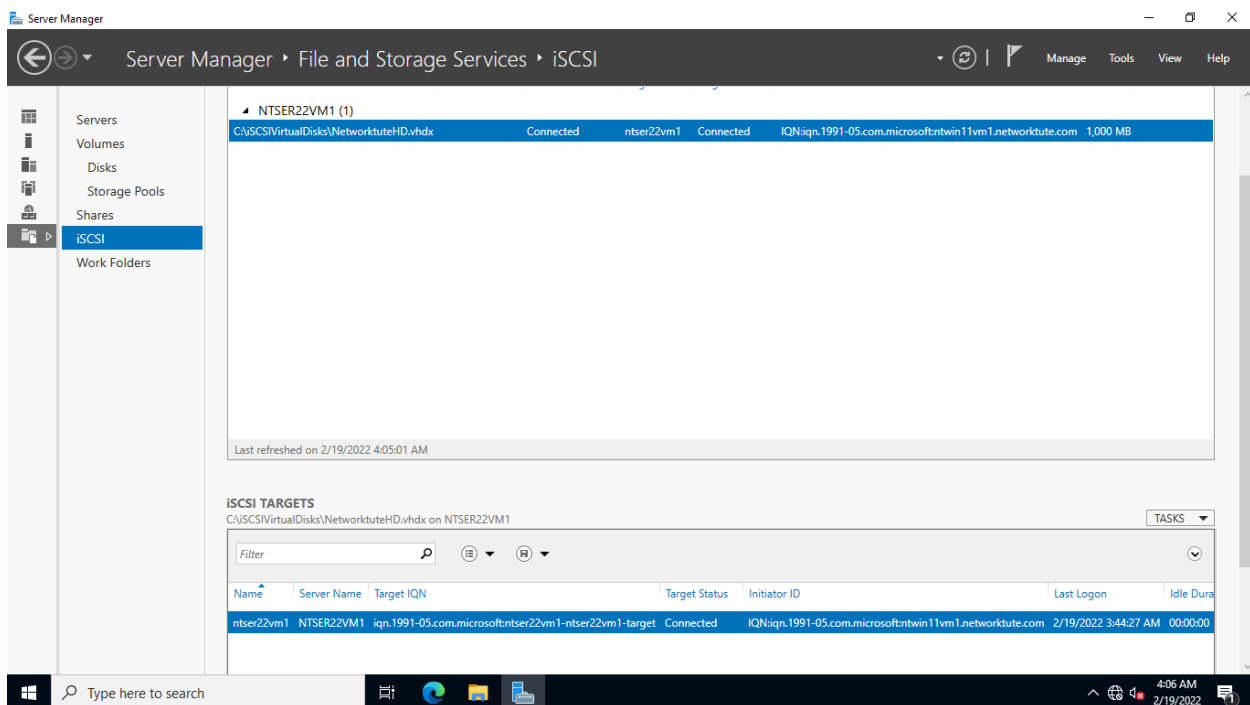 Server Manager
Server Manager ‣ File and Storage Services ‣ iSCSI
Manage Tools View Help
Servers
Volumes
Disks
Storage Pools
Shares
iSCSI
Work Folders
NTSER22VM1 (1)
C:\iSCSIVirtualDisks\NetworktuteHD.vhdx Connected ntser22vm1 Connected IQN:iqn.1991-05.com.microsoft:ntwin11vm1.networktute.com 1,000 MB
Last refreshed on 2/19/2022 4:05:01 AM
iSCSI TARGETS
C:\iSCSIVirtualDisks\NetworktuteHD.vhdx on NTSER22VM1
TASKS
Filter
Name Server Name Target IQN Target Status Initiator ID Last Logon Idle Dura
ntser22vm1 NTSER22VM1 iqn.1991-05.com.microsoft:ntser22vm1-ntser22vm1-target Connected IQN:iqn.1991-05.com.microsoft:ntwin11vm1.networktute.com 2/19/2022 3:44:27 AM 00:00:00
Type here to search
4:06 AM
2/19/2022
1